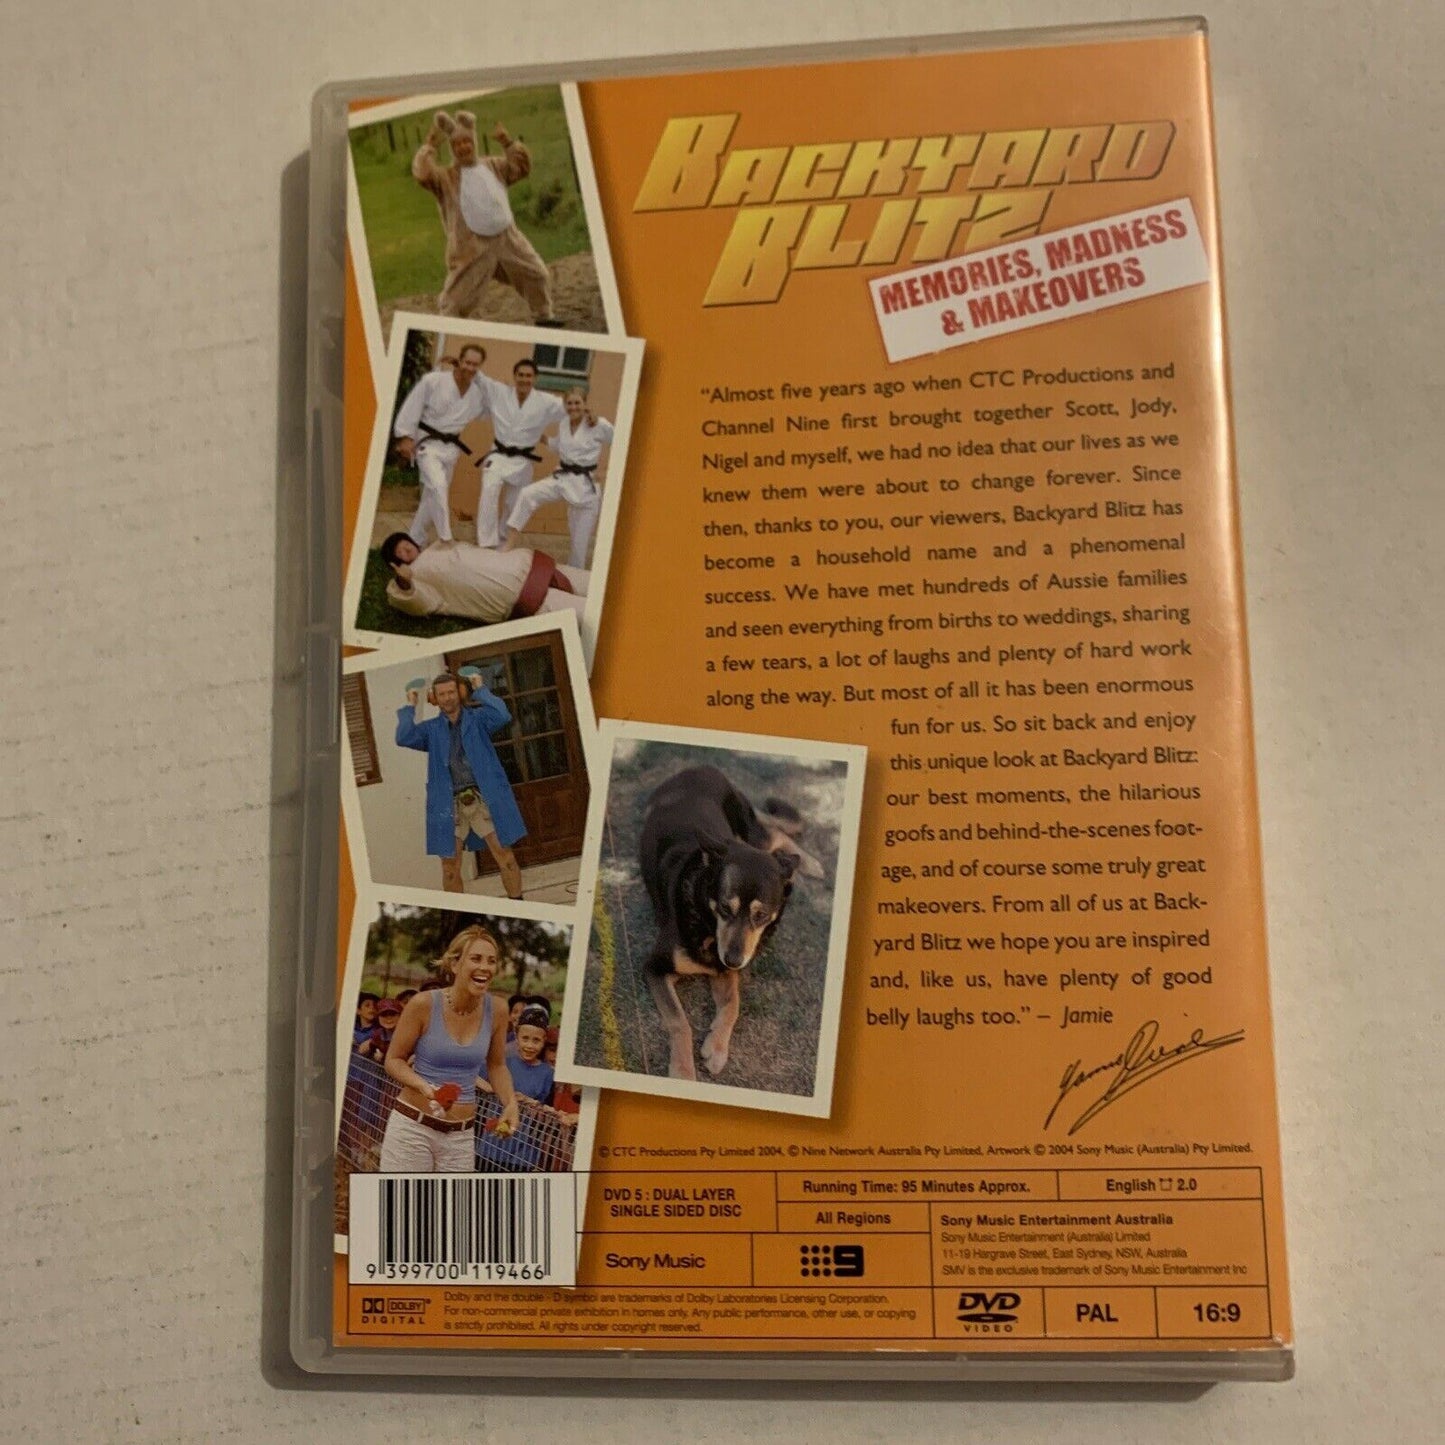 BACKYARD
BLITZ
MEMORIES, MADNESS
& MAKEOVERS
“Almost five years ago when CTC Productions and
Channel Nine first brought together Scott, Jody,
Nigel and myself, we had no idea that our lives as we
knew them were about to change forever. Since
then, thanks to you, our viewers, Backyard Blitz has
become a household name and a phenomenal
success. We have met hundreds of Aussie families
and seen everything from births to weddings, sharing
a few tears, a lot of laughs and plenty of hard work
along the way. But most of all it has been enormous
fun for us. So sit back and enjoy
this unique look at Backyard Blitz:
our best moments, the hilarious
goofs and behind-the-scenes foot-
age, and of course some truly great
makeovers. From all of us at Back-
yard Blitz we hope you are inspired
and, like us, have plenty of good
belly laughs too.” – Jamie
Jamie Durie
© CTC Productions Pty Limited 2004, © Nine Network Australia Pty Limited, Artwork © 2004 Sony Music (Australia) Pty Limited.
9 399700 119466
DVD 5 : DUAL LAYER
SINGLE SIDED DISC
Running Time: 95 Minutes Approx.
English 2.0
All Regions
Sony Music
9
Sony Music Entertainment Australia
Sony Music Entertainment (Australia) Limited
11-19 Hargrave Street, East Sydney, NSW, Australia
SMV is the exclusive trademark of Sony Music Entertainment Inc
DOLBY
DIGITAL
Dolby and the double - D symbol are trademarks of Dolby Laboratories Licensing Corporation.
For non-commercial private exhibition in homes only. Any public performance, other use, or copying
is strictly prohibited. All rights under copyright reserved.
DVD
VIDEO
PAL
16:9